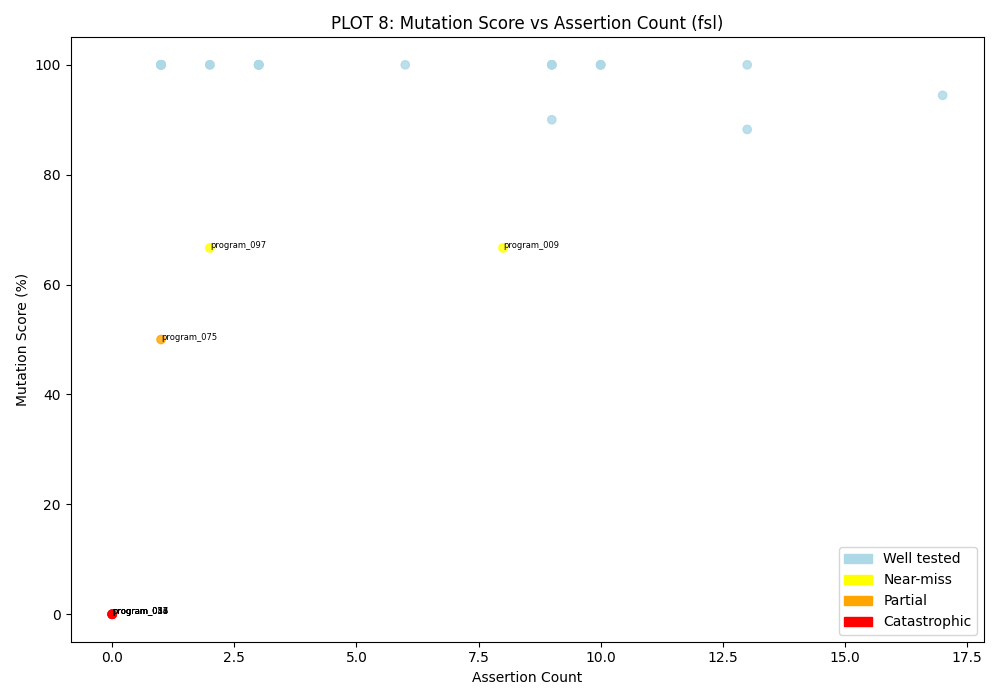 PLOT 8: Mutation Score vs Assertion Count (fsl)
Mutation Score (%)
100
80
60
40
20
0
program_097
program_009
program_075
0.0
2.5
5.0
7.5
10.0
12.5
15.0
17.5
Assertion Count
Well tested
Near-miss
Partial
Catastrophic